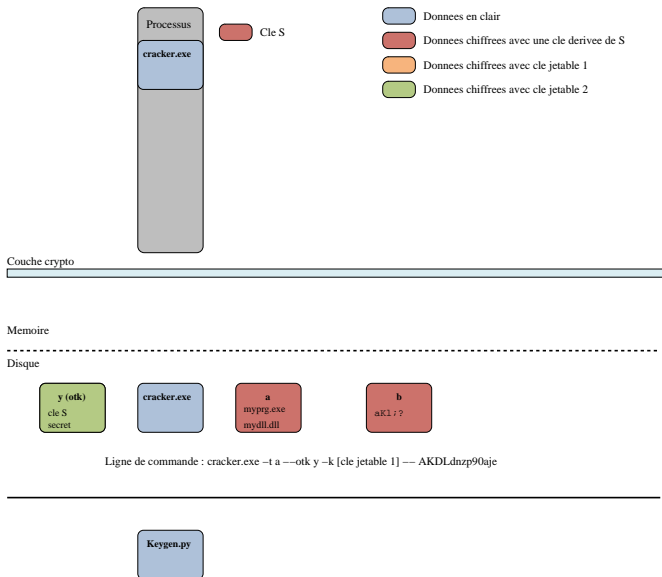 Processus
cracker.exe
Cle S
Donnees en clair
Donnees chiffrees avec une cle derivee de S
Donnees chiffrees avec cle jetable 1
Donnees chiffrees avec cle jetable 2
Couche crypto
Memoire
Disque
y (otk)
cle S
secret
cracker.exe
a
myprg.exe
mydll.dll
b
aKl;?
Ligne de commande : cracker.exe −t a −−otk y −k [cle jetable 1] −− AKDLdnzp90aje
Keygen.py